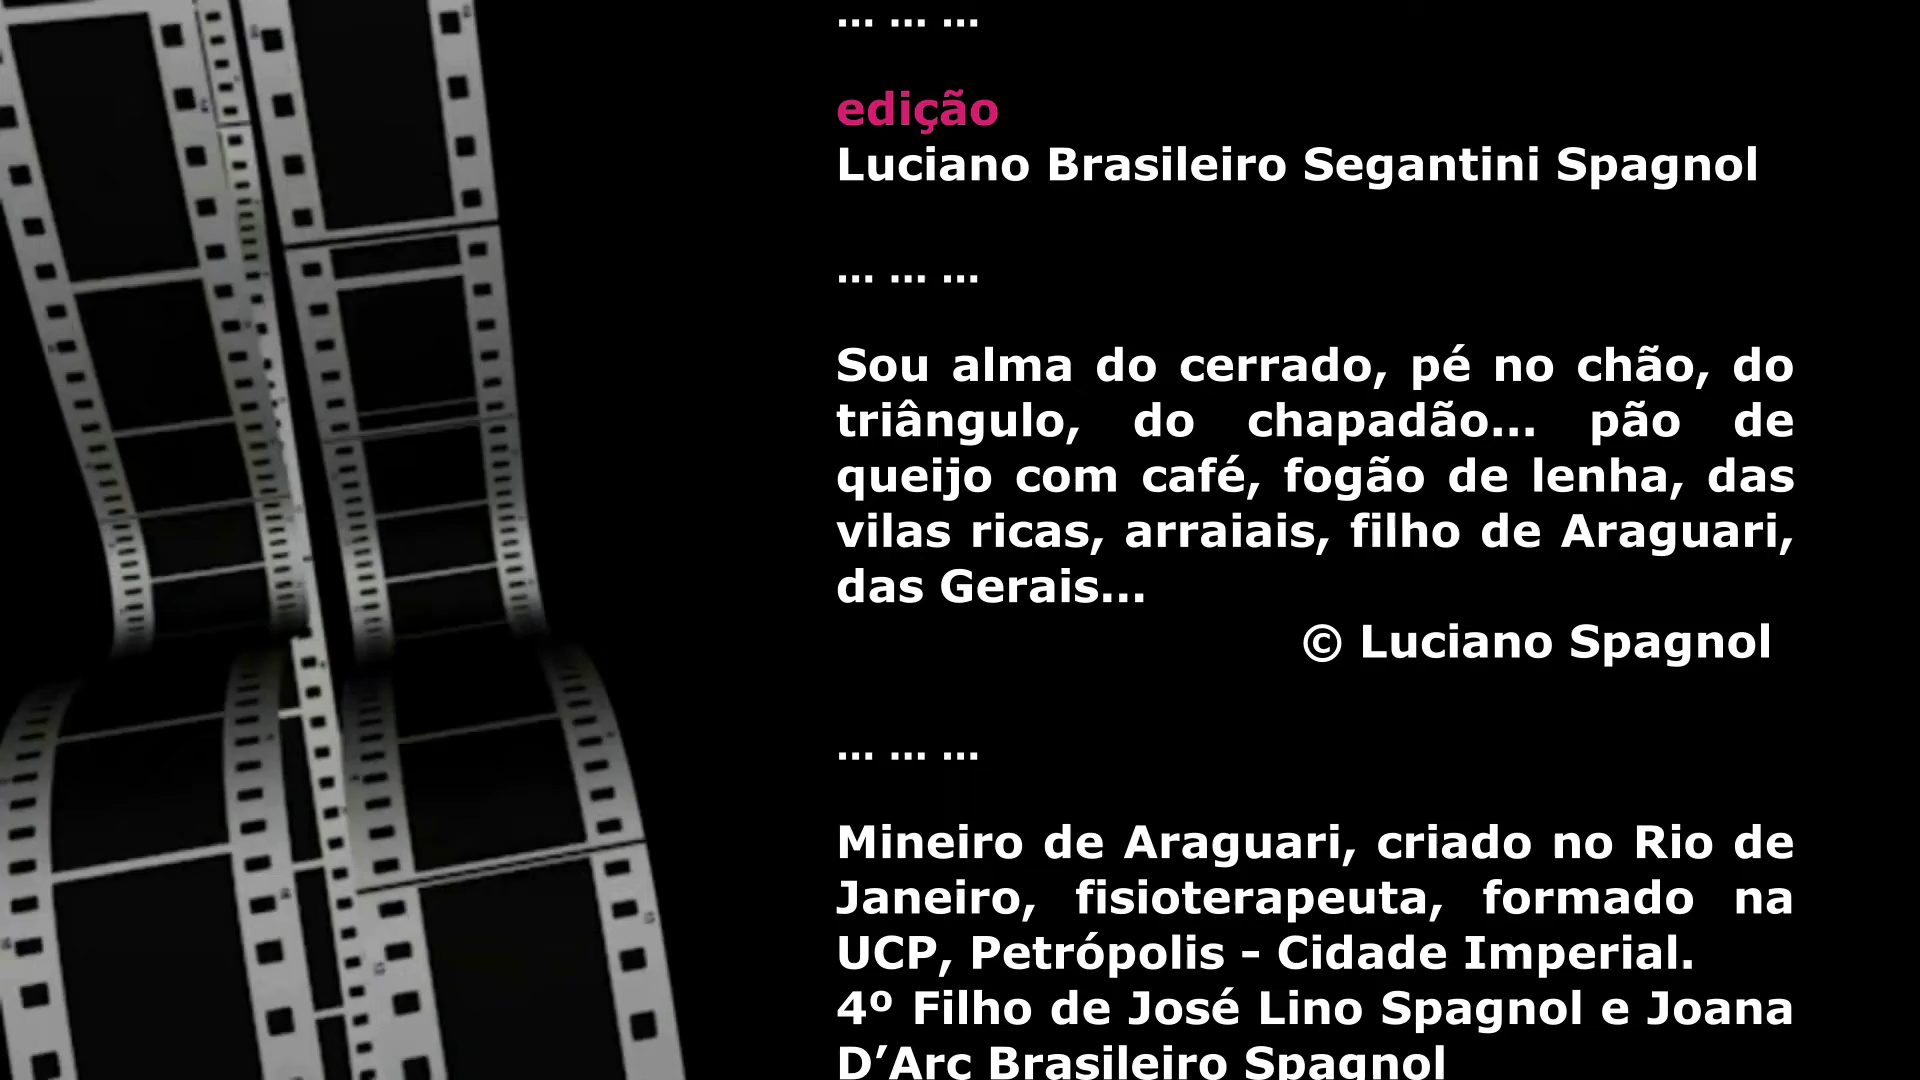 ... ... ...
edição
Luciano Brasileiro Segantini Spagnol
... ... ...
Sou alma do cerrado, pé no chão, do
triângulo, do chapadão... pão de
queijo com café, fogão de lenha, das
vilas ricas, arraiais, filho de Araguari,
das Gerais...
© Luciano Spagnol
... ... ...
Mineiro de Araguari, criado no Rio de
Janeiro, fisioterapeuta, formado na
UCP, Petrópolis - Cidade Imperial.
4º Filho de José Lino Spagnol e Joana
D’Arc Brasileiro Spagnol